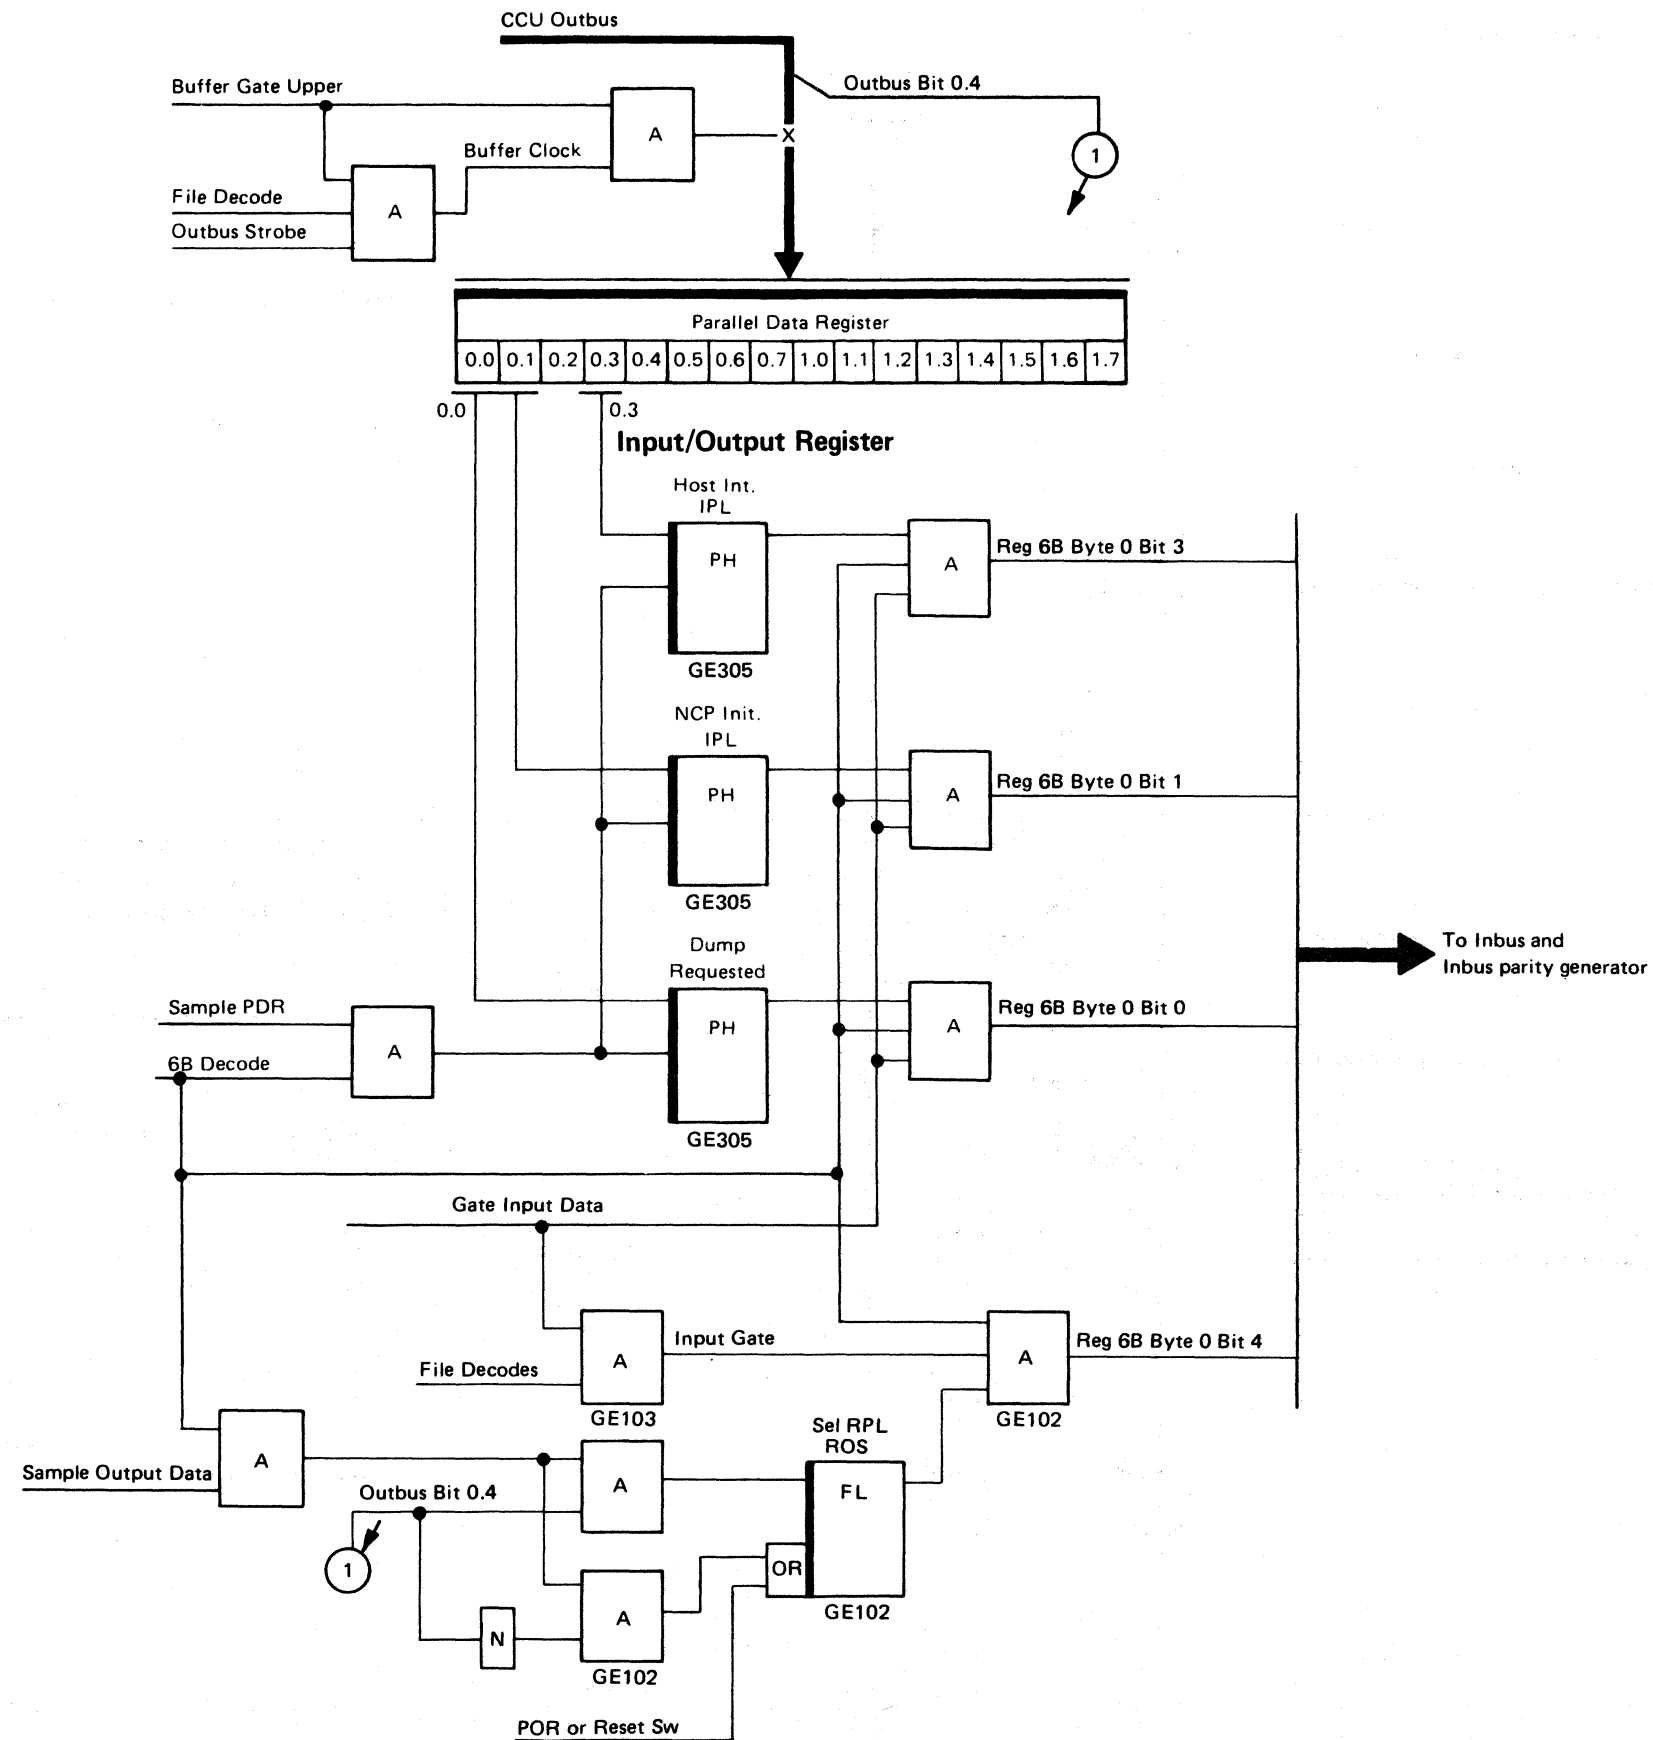 CCU Outbus
Buffer Gate Upper
Outbus Bit 0.4
A
X
Buffer Clock
1
File Decode
A
Outbus Strobe
Parallel Data Register
0.0 0.1 0.2 0.3 0.4 0.5 0.6 0.7 1.0 1.1 1.2 1.3 1.4 1.5 1.6 1.7
0.0
0.3
Input/Output Register
Host Int.
IPL
PH
A
Reg 6B Byte 0 Bit 3
GE305
NCP Init.
IPL
PH
A
Reg 6B Byte 0 Bit 1
GE305
Dump
Requested
To Inbus and
Inbus parity generator
Sample PDR
A
PH
A
Reg 6B Byte 0 Bit 0
6B Decode
GE305
Gate Input Data
Input Gate
A
Reg 6B Byte 0 Bit 4
A
File Decodes
GE103
GE102
Sel RPL
ROS
A
Sample Output Data
Outbus Bit 0.4
A
FL
1
OR
GE102
A
N
GE102
POR or Reset Sw